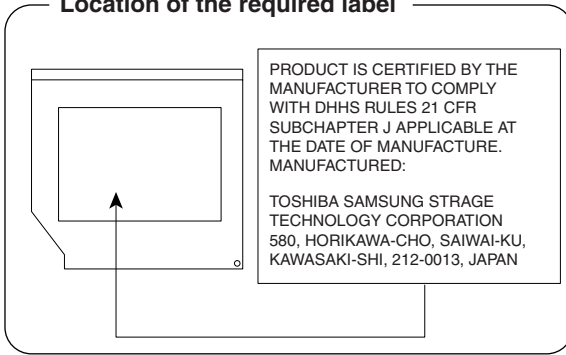 Location of the required label
PRODUCT IS CERTIFIED BY THE
MANUFACTURER TO COMPLY
WITH DHHS RULES 21 CFR
SUBCHAPTER J APPLICABLE AT
THE DATE OF MANUFACTURE.
MANUFACTURED:
TOSHIBA SAMSUNG STRAGE
TECHNOLOGY CORPORATION
580, HORIKAWA-CHO, SAIWAI-KU,
KAWASAKI-SHI, 212-0013, JAPAN